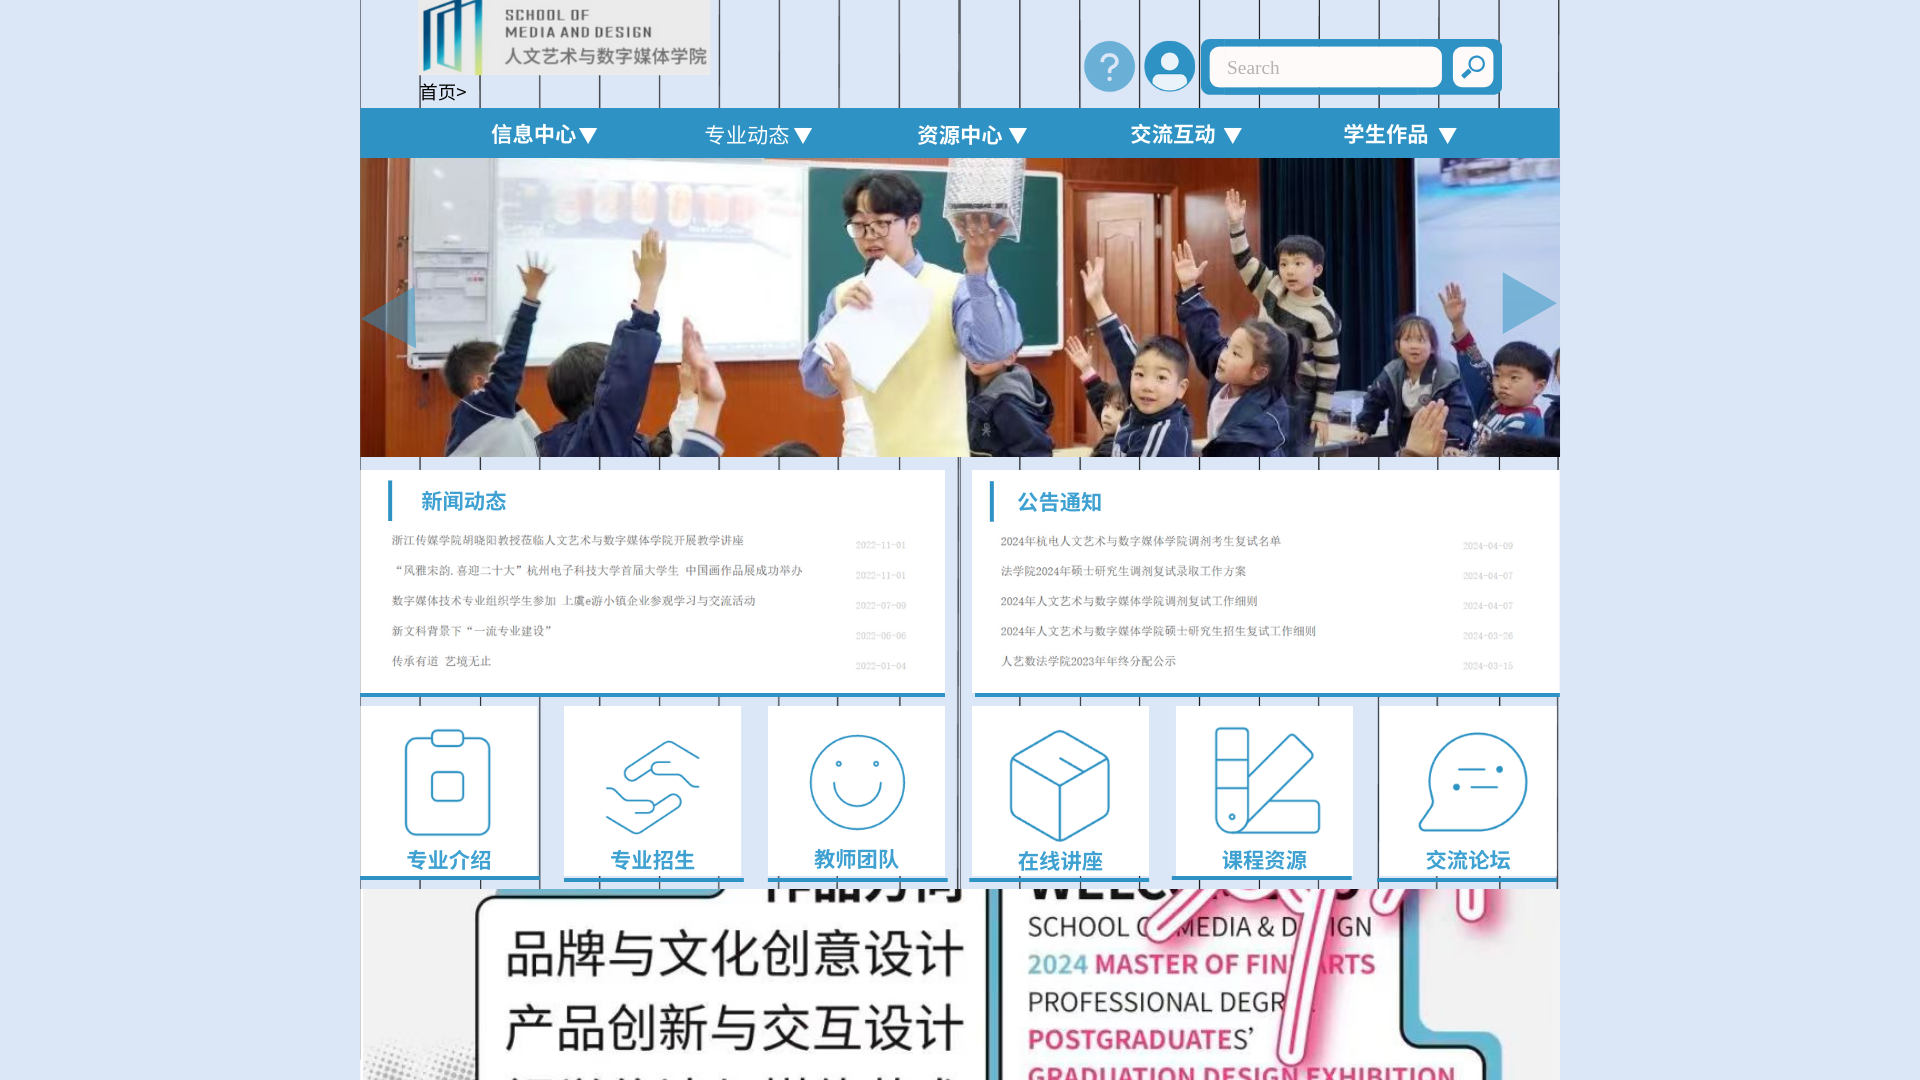 SCHOOL OF
MEDIA AND DESIGN
人文艺术与数字媒体学院
首页>
Search
信息中心▼ 专业动态▼ 资源中心▼ 交流互动▼ 学生作品▼
新闻动态
浙江传媒学院胡晓阳教授莅临人文艺术与数字媒体学院开展教学讲座 2022-11-01
“风雅宋韵.喜迎二十大”杭州电子科技大学首届大学生 中国画作品展成功举办 2022-11-01
数字媒体技术专业组织学生参加 上虞e游小镇企业参观学习与交流活动 2022-07-09
新文科背景下“一流专业建设” 2022-06-06
传承有道 艺境无止 2022-01-04
公告通知
2024年杭电人文艺术与数字媒体学院调剂考生复试名单 2024-04-09
法学院2024年硕士研究生调剂复试录取工作方案 2024-04-07
2024年人文艺术与数字媒体学院调剂复试工作细则 2024-04-07
2024年人文艺术与数字媒体学院硕士研究生招生复试工作细则 2024-03-26
人艺数法学院2023年年终分配公示 2024-03-15
专业介绍 专业招生 教师团队 在线讲座 课程资源 交流论坛
作品方向
品牌与文化创意设计
产品创新与交互设计
SCHOOL OF MEDIA & DESIGN
2024 MASTER OF FINE ARTS
PROFESSIONAL DEGREE
POSTGRADUATES’
GRADUATION DESIGN EXHIBITION